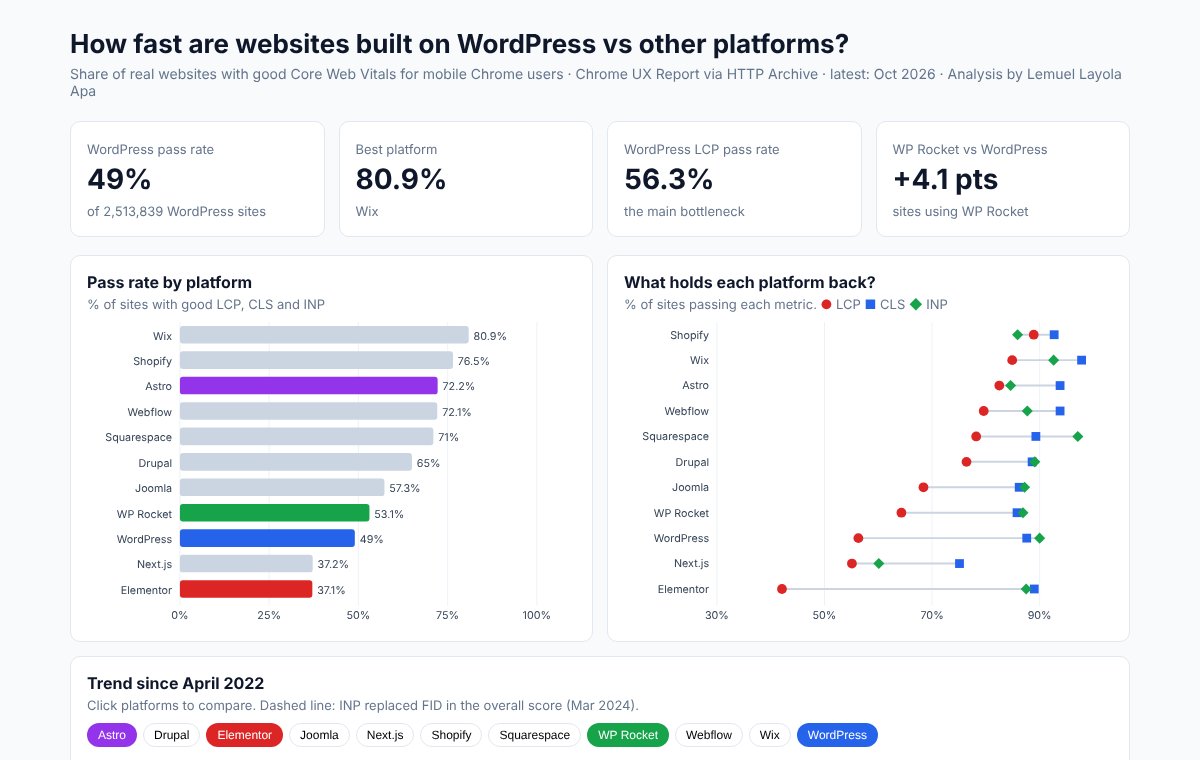 How fast are websites built on WordPress vs other platforms?
Share of real websites with good Core Web Vitals for mobile Chrome users · Chrome UX Report via HTTP Archive · latest: Oct 2026 · Analysis by Lemuel Layola
Apa
WordPress pass rate
49%
of 2,513,839 WordPress sites
Best platform
80.9%
Wix
WordPress LCP pass rate
56.3%
the main bottleneck
WP Rocket vs WordPress
+4.1 pts
sites using WP Rocket
Pass rate by platform
% of sites with good LCP, CLS and INP
Wix 80.9%
Shopify 76.5%
Astro 72.2%
Webflow 72.1%
Squarespace 71%
Drupal 65%
Joomla 57.3%
WP Rocket 53.1%
WordPress 49%
Next.js 37.2%
Elementor 37.1%
0% 25% 50% 75% 100%
What holds each platform back?
% of sites passing each metric. LCP CLS INP
Shopify
Wix
Astro
Webflow
Squarespace
Drupal
Joomla
WP Rocket
WordPress
Next.js
Elementor
30% 50% 70% 90%
Trend since April 2022
Click platforms to compare. Dashed line: INP replaced FID in the overall score (Mar 2024).
Astro Drupal Elementor Joomla Next.js Shopify Squarespace WP Rocket Webflow Wix WordPress